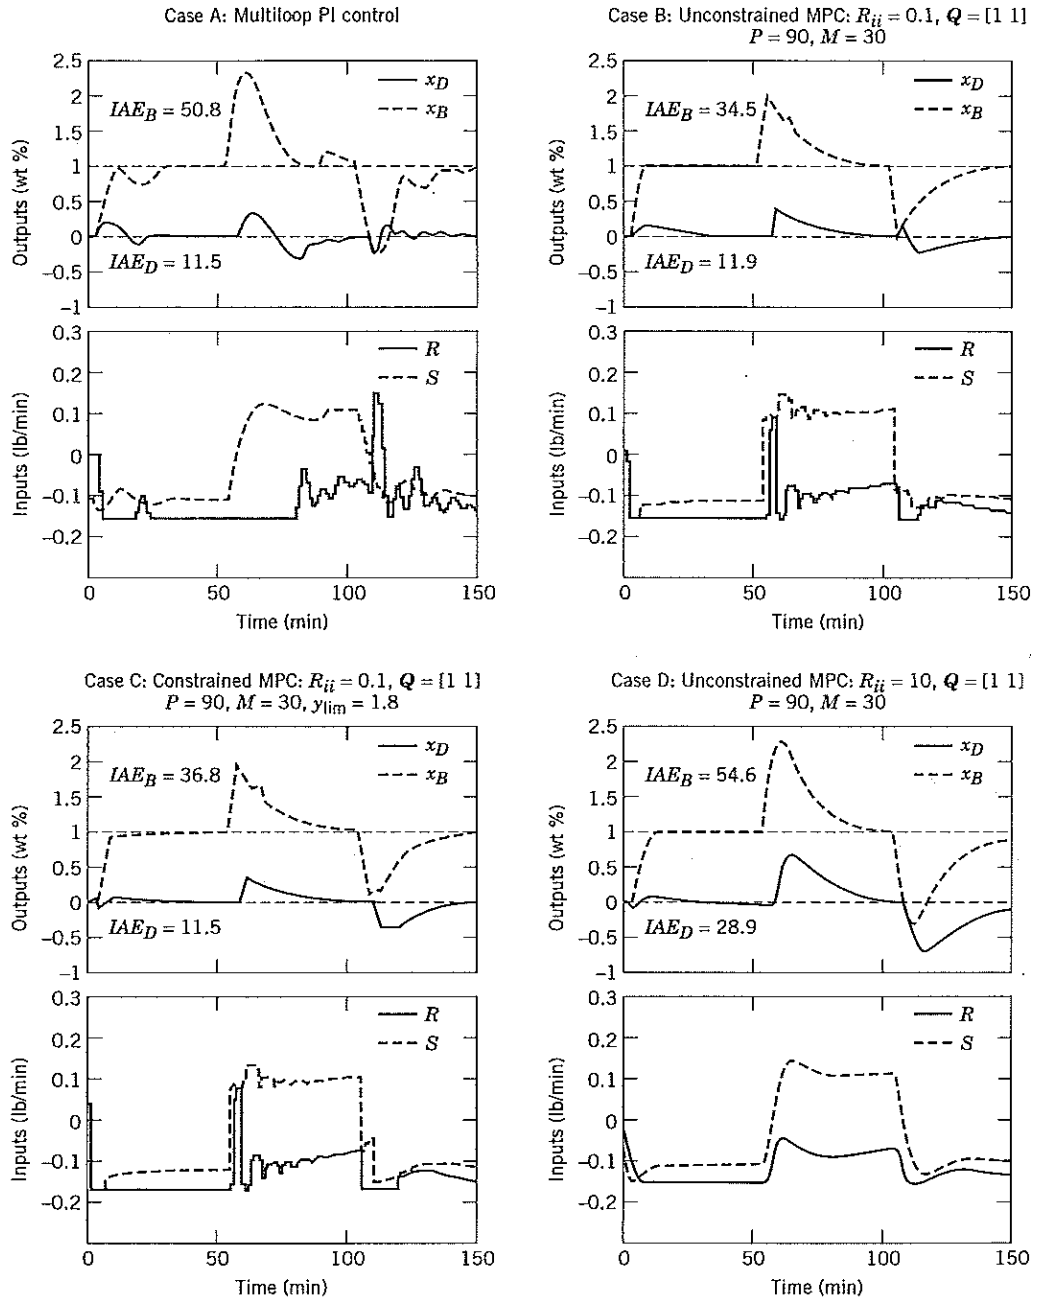 Case A: Multiloop PI control
2.5
2
1.5
1
0.5
0
−0.5
−1
Outputs (wt %)
x_D
x_B
IAE_B = 50.8
IAE_D = 11.5
0.3
0.2
0.1
0
−0.1
−0.2
Inputs (lb/min)
R
S
0
50
100
150
Time (min)
Case B: Unconstrained MPC: R_ii = 0.1, Q = [1 1]
P = 90, M = 30
2.5
2
1.5
1
0.5
0
−0.5
−1
Outputs (wt %)
x_D
x_B
IAE_B = 34.5
IAE_D = 11.9
0.3
0.2
0.1
0
−0.1
−0.2
Inputs (lb/min)
R
S
0
50
100
150
Time (min)
Case C: Constrained MPC: R_ii = 0.1, Q = [1 1]
P = 90, M = 30, y_lim = 1.8
2.5
2
1.5
1
0.5
0
−0.5
−1
Outputs (wt %)
x_D
x_B
IAE_B = 36.8
IAE_D = 11.5
0.3
0.2
0.1
0
−0.1
−0.2
Inputs (lb/min)
R
S
0
50
100
150
Time (min)
Case D: Unconstrained MPC: R_ii = 10, Q = [1 1]
P = 90, M = 30
2.5
2
1.5
1
0.5
0
−0.5
−1
Outputs (wt %)
x_D
x_B
IAE_B = 54.6
IAE_D = 28.9
0.3
0.2
0.1
0
−0.1
−0.2
Inputs (lb/min)
R
S
0
50
100
150
Time (min)